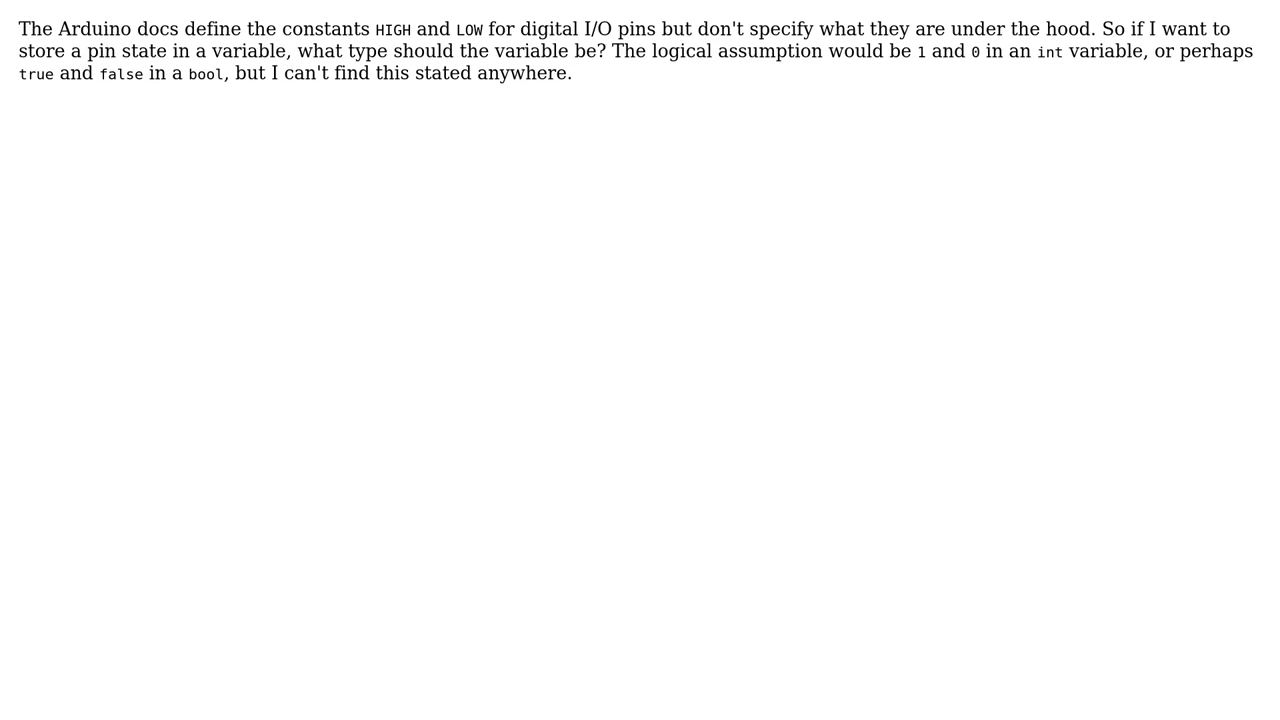 The Arduino docs define the constants HIGH and LOW for digital I/O pins but don't specify what they are under the hood. So if I want to
store a pin state in a variable, what type should the variable be? The logical assumption would be 1 and 0 in an int variable, or perhaps
true and false in a bool, but I can't find this stated anywhere.